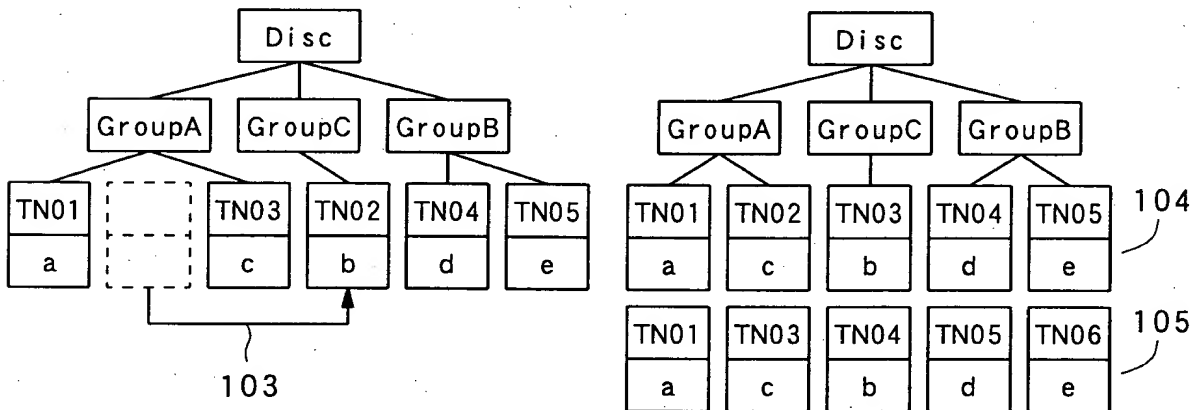 Disc
GroupA GroupC GroupB
TN01 TN03 TN02 TN04 TN05
a c b d e
103
Disc
GroupA GroupC GroupB
TN01 TN02 TN03 TN04 TN05
a c b d e
104
TN01 TN03 TN04 TN05 TN06
a c b d e
105